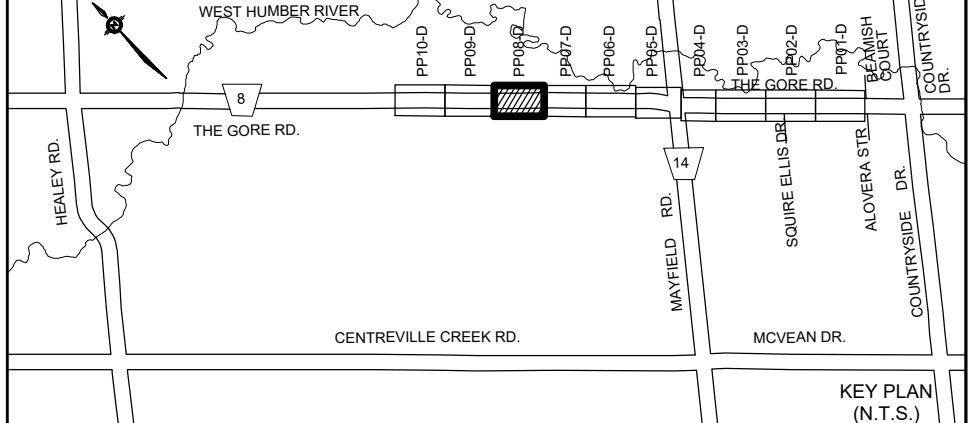 WEST HUMBER RIVER
PP10-D
PP09-D
PP08-D
PP07-D
PP06-D
PP05-D
PP04-D
PP03-D
PP02-D
PP01-D
BEAMISH
COURT
COUNTRYSIDE
DR.
THE GORE RD.
8
THE GORE RD.
HEALEY RD.
14
MAYFIELD RD.
SQUIRE ELLIS DR.
ALOVERA STR
COUNTRYSIDE DR.
CENTREVILLE CREEK RD.
MCVEAN DR.
KEY PLAN
(N.T.S.)